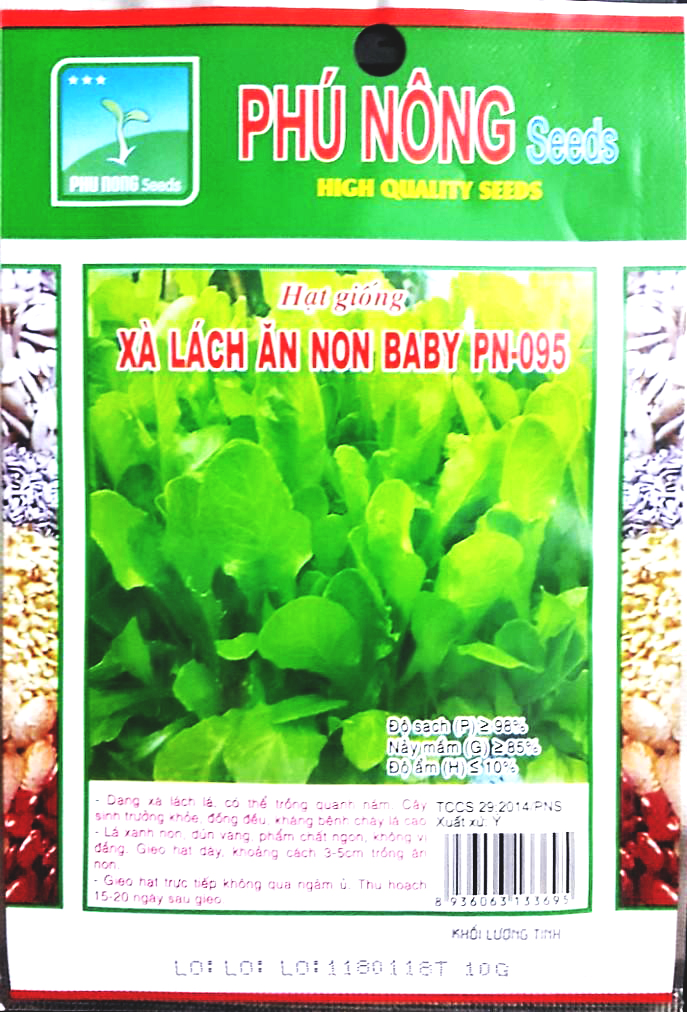 PHÚ NÔNG Seeds
HIGH QUALITY SEEDS
PHU NONG Seeds
Hạt giống
XÀ LÁCH ĂN NON BABY PN-095
Độ sạch (P) ≥ 98%
Nảy mầm (G) ≥ 85%
Độ ẩm (H) ≤ 10%
- Dạng xà lách lá, có thể trồng quanh năm. Cây
sinh trưởng khỏe, đồng đều, kháng bệnh cháy lá cao
- Lá xanh non, dún vàng, phẩm chất ngon, không vị
đắng. Gieo hạt dày, khoảng cách 3-5cm trồng ăn
non.
- Gieo hạt trực tiếp không qua ngâm ủ. Thu hoạch
15-20 ngày sau gieo
TCCS 29:2014/PNS
Xuất xứ: Ý
8 936063 133695
KHỐI LƯỢNG TỊNH
LO: LO: LO:1180118T 10G